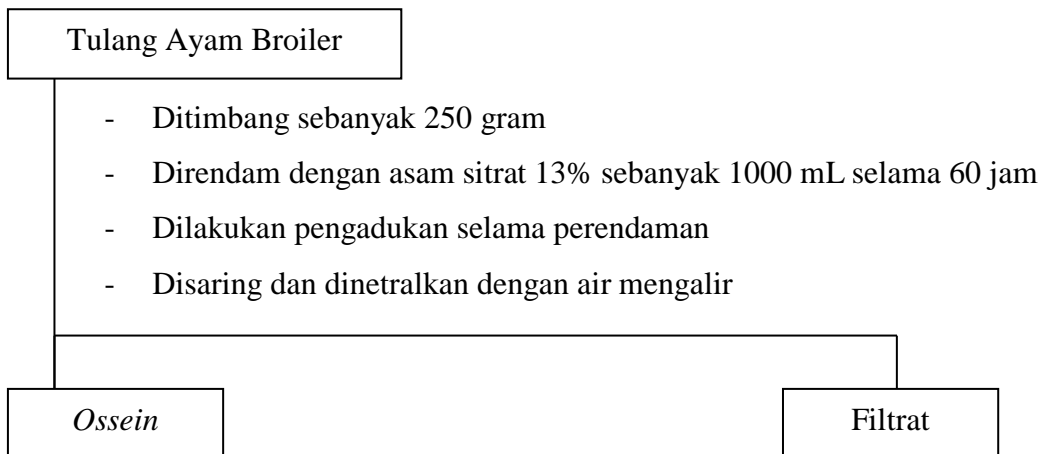 Tulang Ayam Broiler
- Ditimbang sebanyak 250 gram
- Direndam dengan asam sitrat 13% sebanyak 1000 mL selama 60 jam
- Dilakukan pengadukan selama perendaman
- Disaring dan dinetralkan dengan air mengalir
Ossein
Filtrat